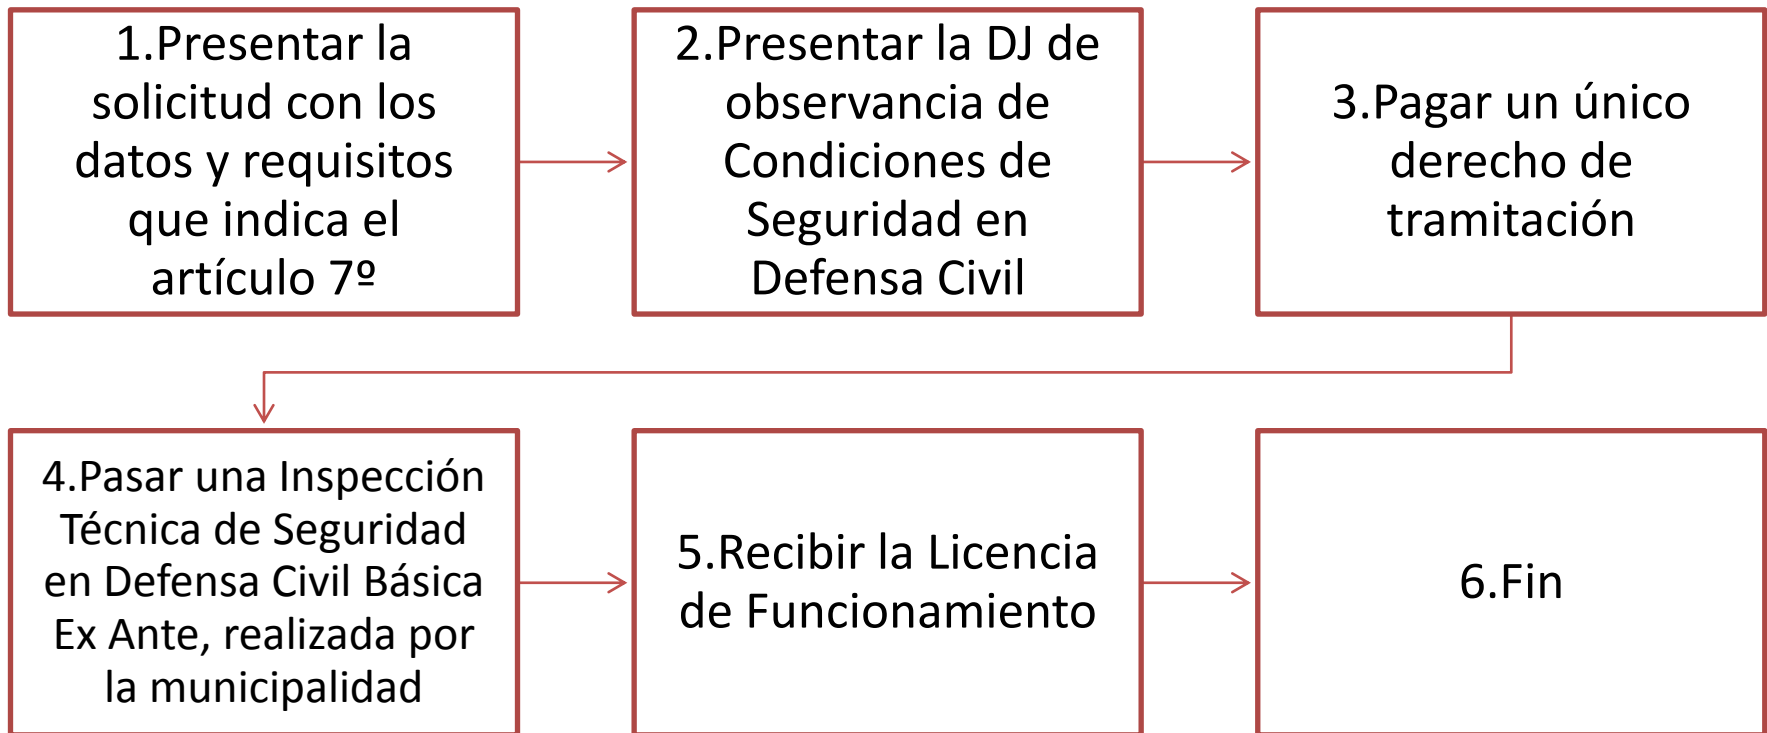 1.Presentar la
solicitud con los
datos y requisitos
que indica el
artículo 7º
2.Presentar la DJ de
observancia de
Condiciones de
Seguridad en
Defensa Civil
3.Pagar un único
derecho de
tramitación
4.Pasar una Inspección
Técnica de Seguridad
en Defensa Civil Básica
Ex Ante, realizada por
la municipalidad
5.Recibir la Licencia
de Funcionamiento
6.Fin